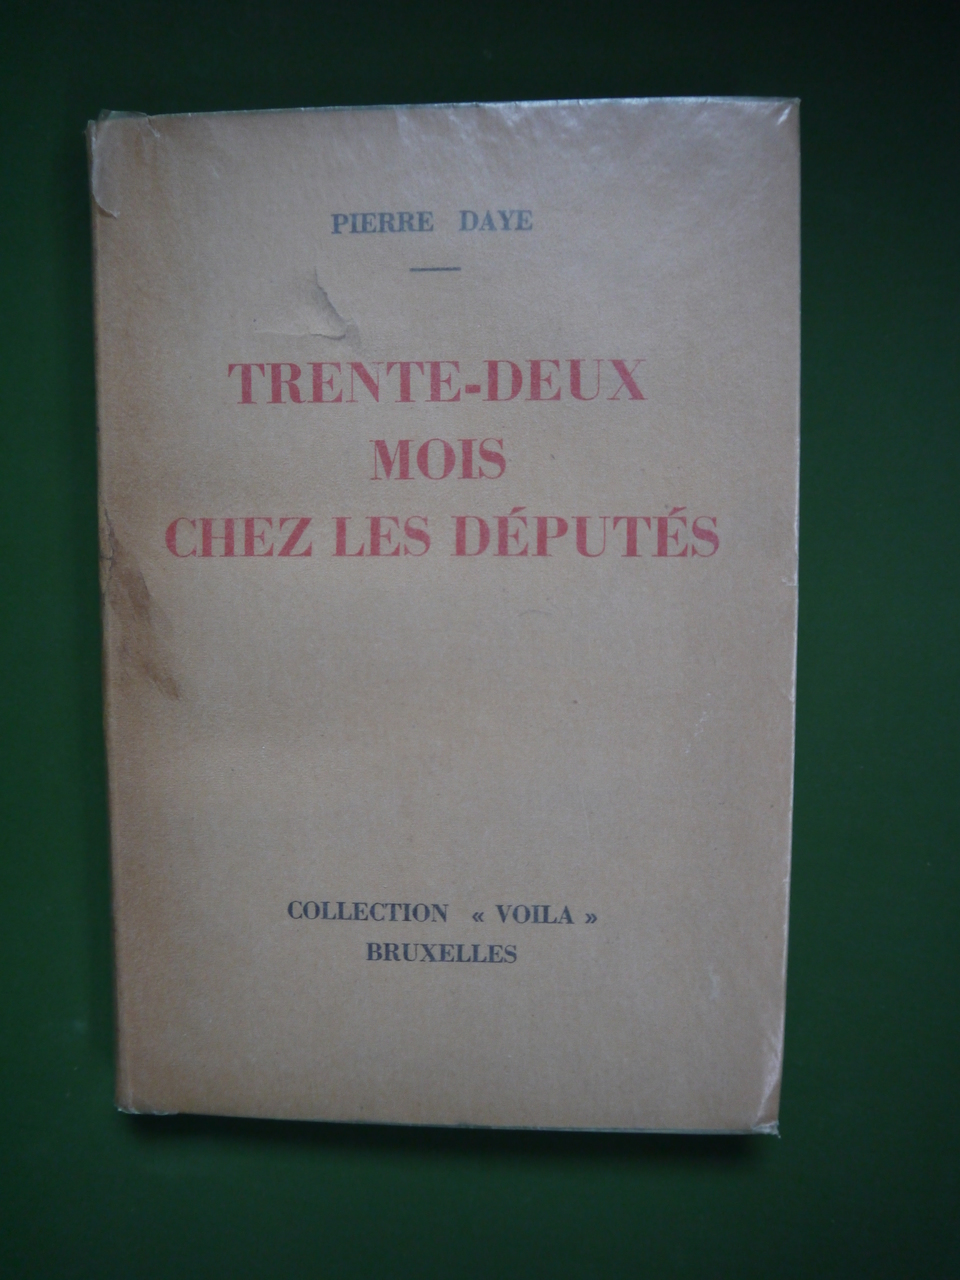 PIERRE DAYE
TRENTE-DEUX
MOIS
CHEZ LES DÉPUTÉS
COLLECTION « VOILA »
BRUXELLES